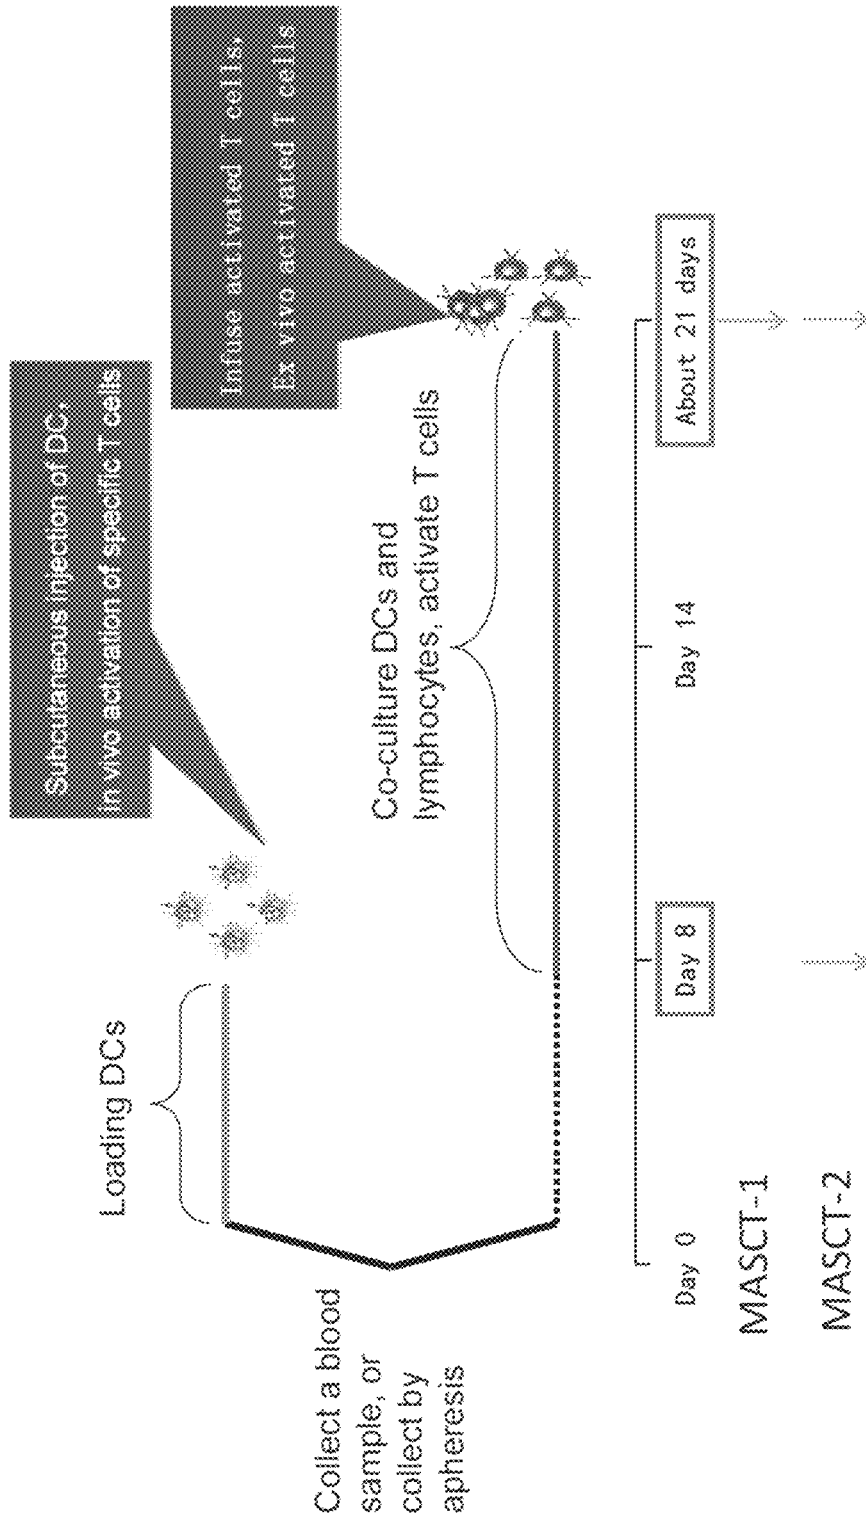 Subcutaneous injection of DC,
in vivo activation of specific T cells
Infuse activated T cells,
Ex vivo activated T cells
Loading DCs
Collect a blood
sample, or
collect by
apheresis
Co-culture DCs and
lymphocytes, activate T cells
Day 0
Day 8
Day 14
About 21 days
MASCT-1
MASCT-2